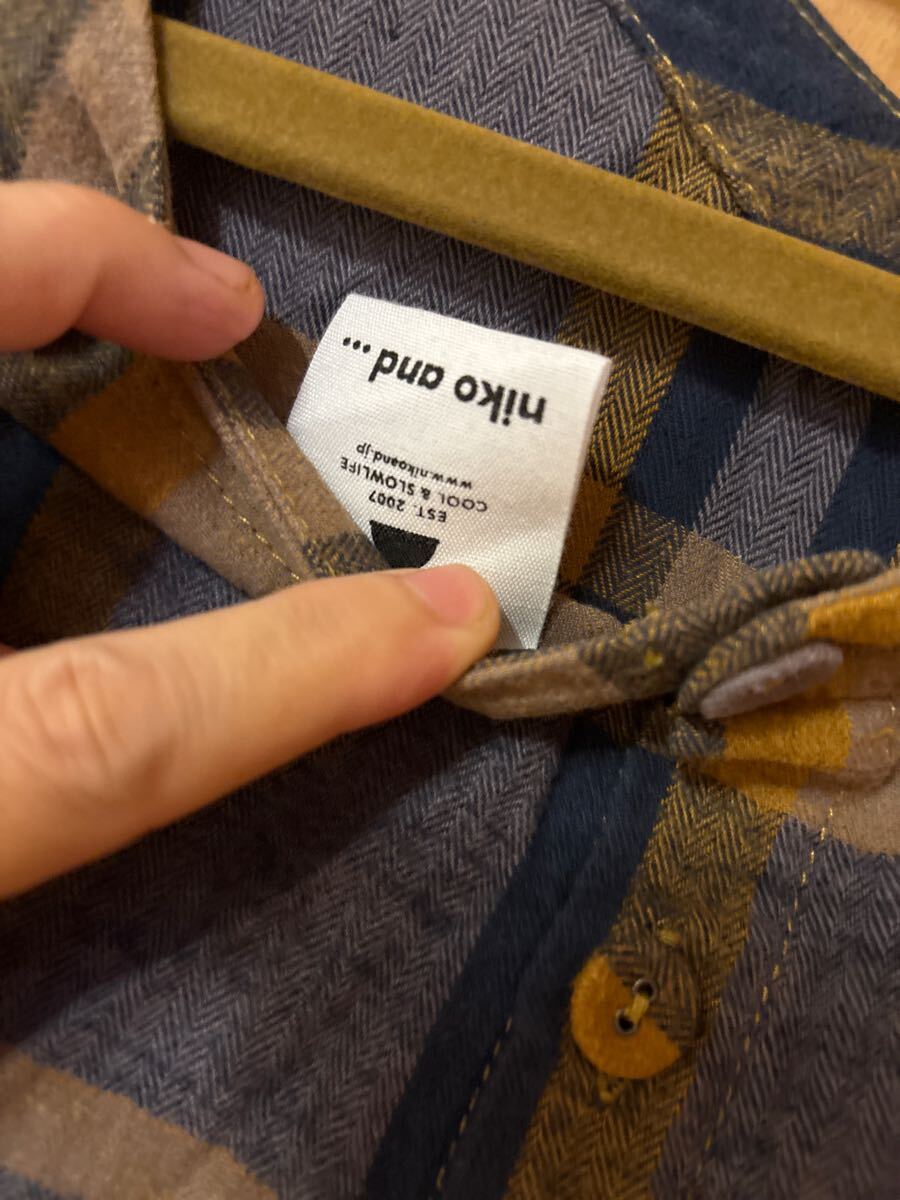 niko and...
www.nikoand.jp
COOL & SLOWLIFE
EST. 2007